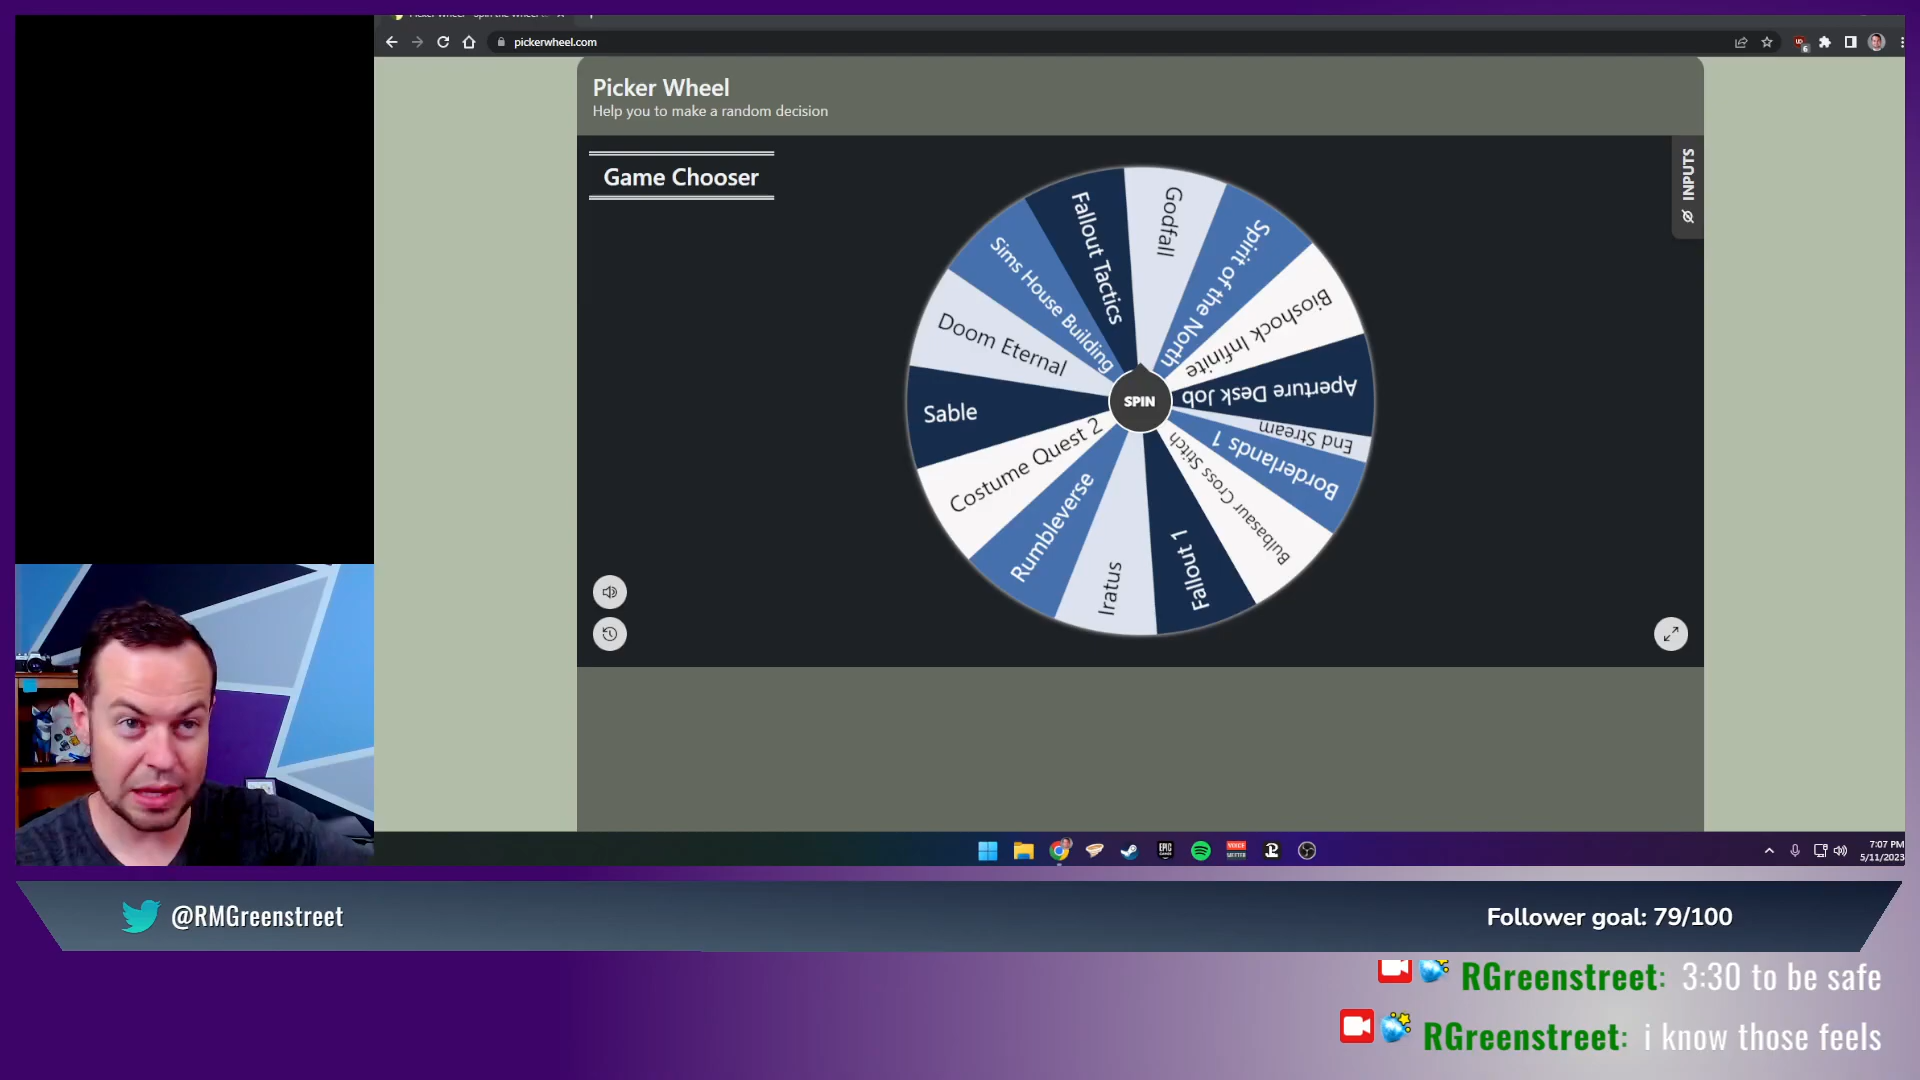 pickerwheel.com
Picker Wheel
Help you to make a random decision
Game Chooser
INPUTS
Godfall
Spirit of the North
Bioshock Infinite
Aperture Desk Job
End Stream
Borderlands 1
Bulbasaur Cross Stitch
Fallout 1
Iratus
Rumbleverse
Costume Quest 2
Sable
Doom Eternal
Sims House Building
Fallout Tactics
SPIN
7:07 PM
5/11/2023
@RMGreenstreet
Follower goal: 79/100
RGreenstreet: 3:30 to be safe
RGreenstreet: i know those feels